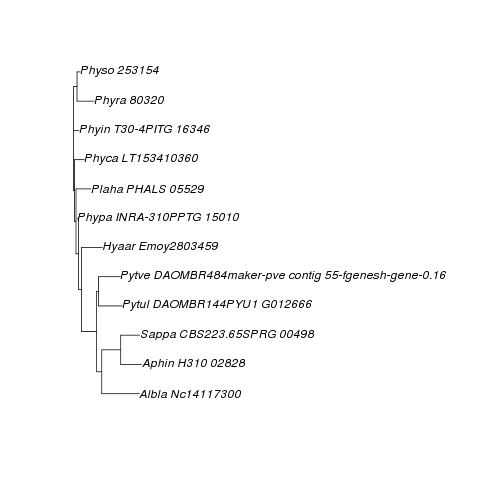 Physo 253154
Phyra 80320
Phyin T30-4PITG 16346
Phyca LT153410360
Plaha PHALS 05529
Phypa INRA-310PPTG 15010
Hyaar Emoy2803459
Pytve DAOMBR484maker-pve contig 55-fgenesh-gene-0.16
Pytul DAOMBR144PYU1 G012666
Sappa CBS223.65SPRG 00498
Aphin H310 02828
Albla Nc14117300